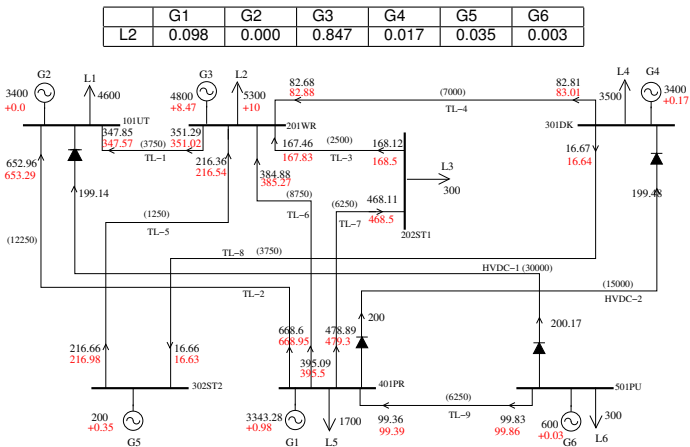 G1 G2 G3 G4 G5 G6
L2 0.098 0.000 0.847 0.017 0.035 0.003
G2 L1 G3 L2 L4 G4
3400 4600 4800 5300 3500 3400
+0.0 +8.47 +10 +0.17
82.68 (7000) 82.81
82.88 TL-4 83.01
101UT 201WR 301DK
347.85 (3750) 351.29
347.57 TL-1 351.02
167.46 (2500) 168.12
167.83 TL-3 168.5
16.67
16.64
652.96
653.29
216.36
216.54
384.88
385.27
L3
300
199.14
199.48
(8750)
TL-6
(6250) 468.11
TL-7 468.5
202ST1
(1250)
TL-5
(12250)
TL-8 (3750)
HVDC-1 (30000)
TL-2
(15000)
HVDC-2
200
200.17
216.66
216.98
16.66
16.63
668.6
668.95
395.09
395.5
478.89
479.3
302ST2 401PR 501PU
200
+0.35
G5
3343.28
+0.98
G1
1700
L5
(6250)
99.36 TL-9 99.83
99.39 99.86
600
+0.03
G6
300
L6